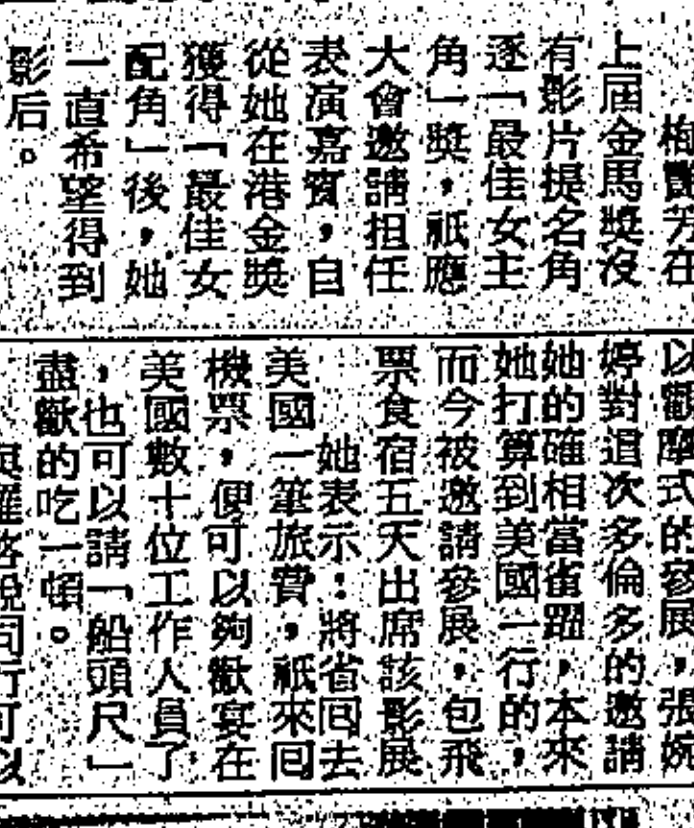 梅艷芳在
上屆金馬獎沒
有影片提名角
逐「最佳女主
角」獎，祇應
大會邀請担任
表演嘉賓，自
從她在港金獎
獲得「最佳女
配角」後，她
一直希望得到
影后。
以觀摩式的參展，張婉
婷對這次多倫多的邀請
她的確相當雀躍，本來
她打算到美國一行的，
而今被邀請參展，包飛
票食宿五天出席該影展
她表示：將省回去
美國一筆旅費，祇來回
機票，便可以夠歡宴在
美國數十位工作人員了
，也可以請「船頭尺」
盡歡的吃一頓。
同行可以